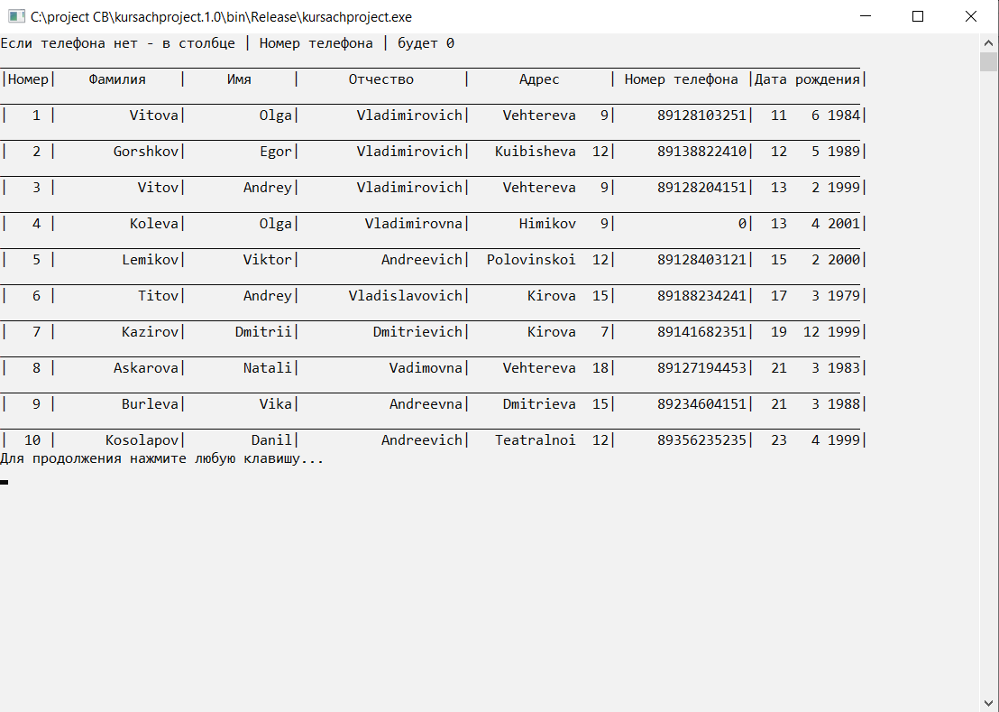 C:\project CB\kursachproject.1.0\bin\Release\kursachproject.exe
Если телефона нет - в столбце | Номер телефона | будет 0
|Номер| Фамилия | Имя | Отчество | Адрес | Номер телефона |Дата рождения|
| 1 | Vitova| Olga| Vladimirovich| Vehtereva 9| 89128103251| 11 6 1984|
| 2 | Gorshkov| Egor| Vladimirovich| Kuibisheva 12| 89138822410| 12 5 1989|
| 3 | Vitov| Andrey| Vladimirovich| Vehtereva 9| 89128204151| 13 2 1999|
| 4 | Koleva| Olga| Vladimirovna| Himikov 9| 0| 13 4 2001|
| 5 | Lemikov| Viktor| Andreevich| Polovinskoi 12| 89128403121| 15 2 2000|
| 6 | Titov| Andrey| Vladislavovich| Kirova 15| 89188234241| 17 3 1979|
| 7 | Kazirov| Dmitrii| Dmitrievich| Kirova 7| 89141682351| 19 12 1999|
| 8 | Askarova| Natali| Vadimovna| Vehtereva 18| 89127194453| 21 3 1983|
| 9 | Burleva| Vika| Andreevna| Dmitrieva 15| 89234604151| 21 3 1988|
| 10 | Kosolapov| Danil| Andreevich| Teatralnoi 12| 89356235235| 23 4 1999|
Для продолжения нажмите любую клавишу...